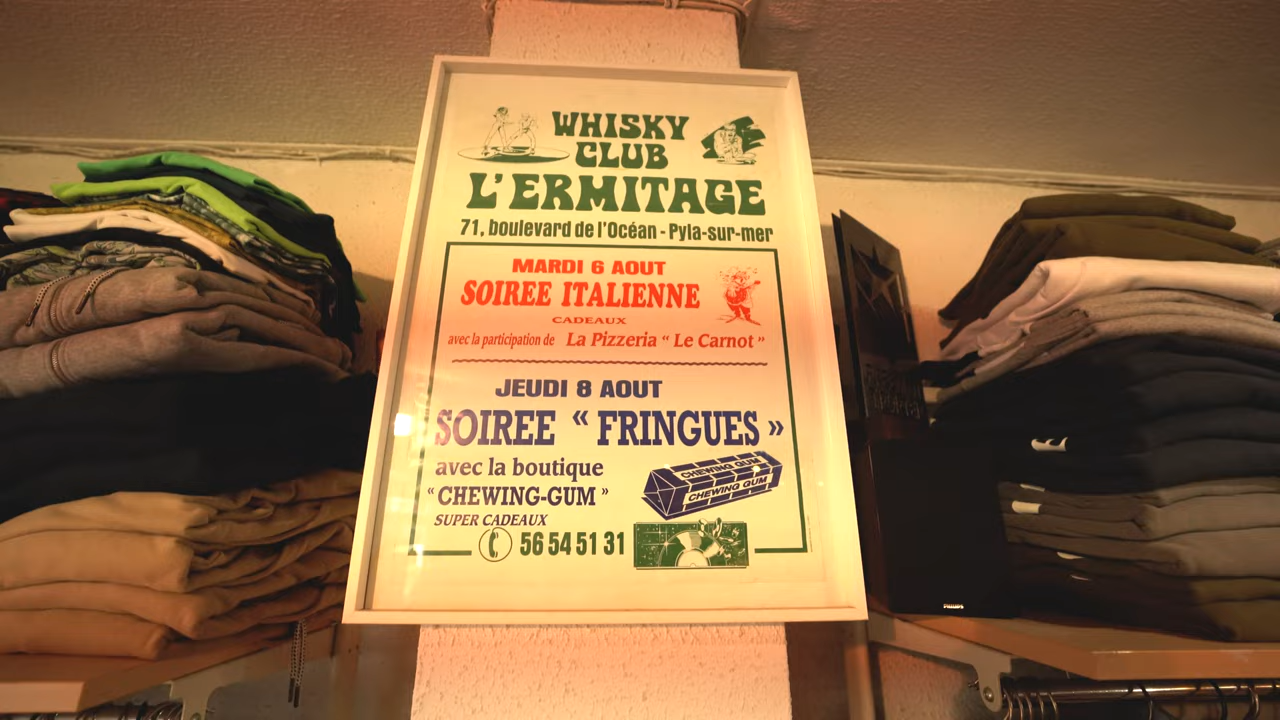 WHISKY
CLUB
L'ERMITAGE
71, boulevard de l'Océan - Pyla-sur-mer
MARDI 6 AOUT
SOIREE ITALIENNE
CADEAUX
avec la participation de La Pizzeria “ Le Carnot ”
JEUDI 8 AOUT
SOIREE « FRINGUES »
avec la boutique
“ CHEWING-GUM ”
SUPER CADEAUX
CHEWING GUM
CHEWING GUM
56 54 51 31
PHILIPS